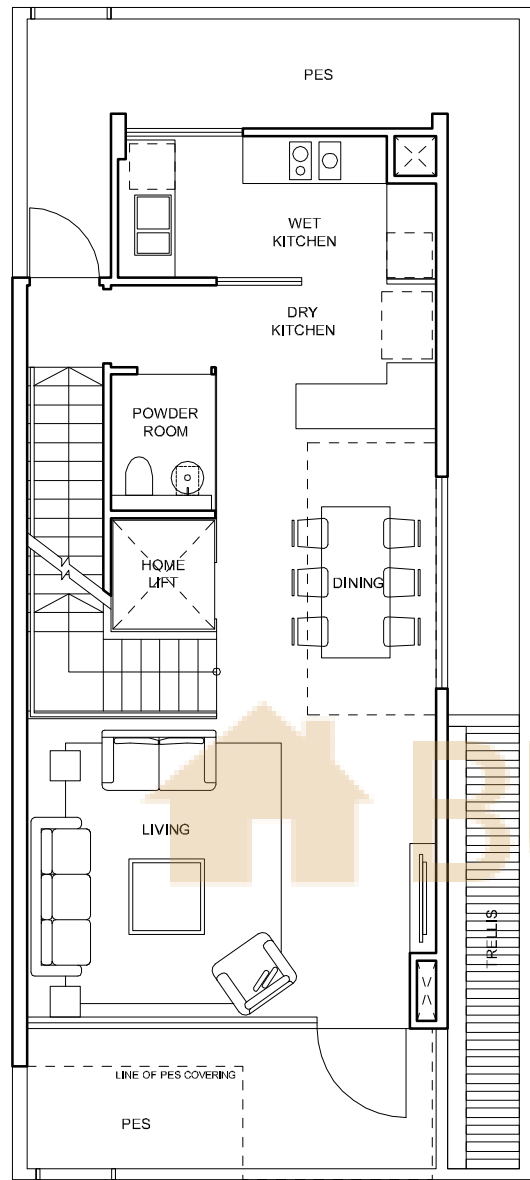 PES
WET
KITCHEN
DRY
KITCHEN
POWDER
ROOM
HOME
LIFT
DINING
LIVING
B
TRELLIS
LINE OF PES COVERING
PES